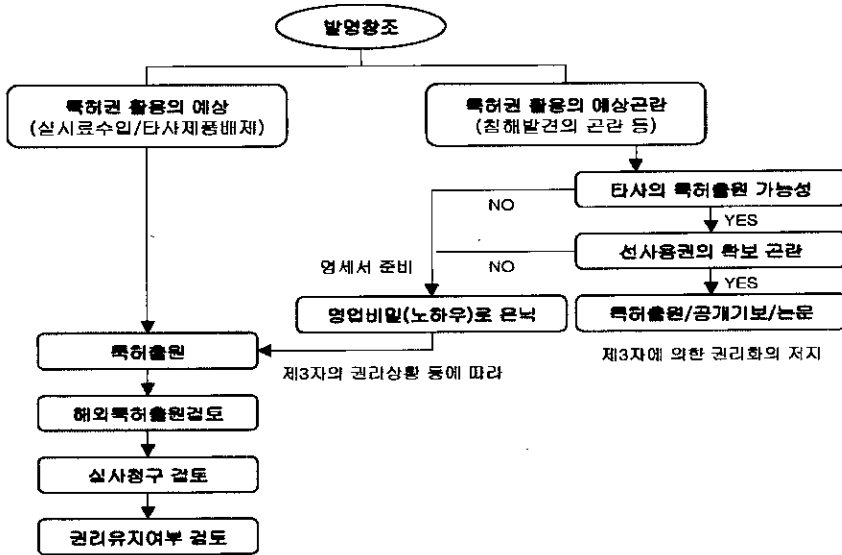 발명창조
특허권 활용의 예상
(실시료수입/타사제품배제)
특허권 활용의 예상곤란
(침해발견의 곤란 등)
타사의 특허출원 가능성
NO
YES
선사용권의 확보 곤란
명세서 준비
NO
YES
영업비밀(노하우)로 은닉
특허출원/공개기보/논문
특허출원
제3자에 의한 권리화의 저지
제3자의 권리상황 등에 따라
해외특허출원검토
심사청구 검토
권리유지여부 검토